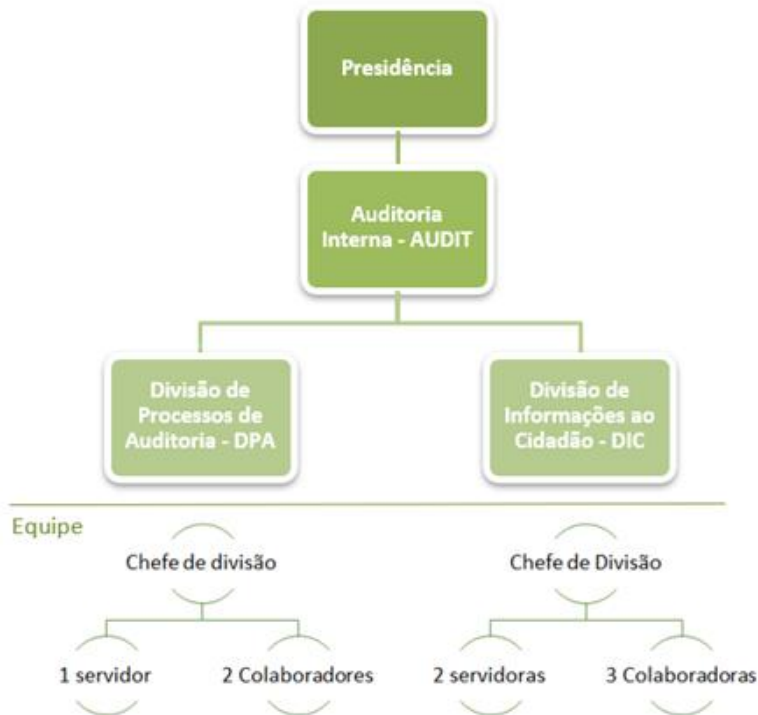 Presidência
Auditoria
Interna - AUDIT
Divisão de
Processos de
Auditoria - DPA
Divisão de
Informações ao
Cidadão - DIC
Equipe
Chefe de divisão
Chefe de Divisão
1 servidor
2 Colaboradores
2 servidoras
3 Colaboradoras